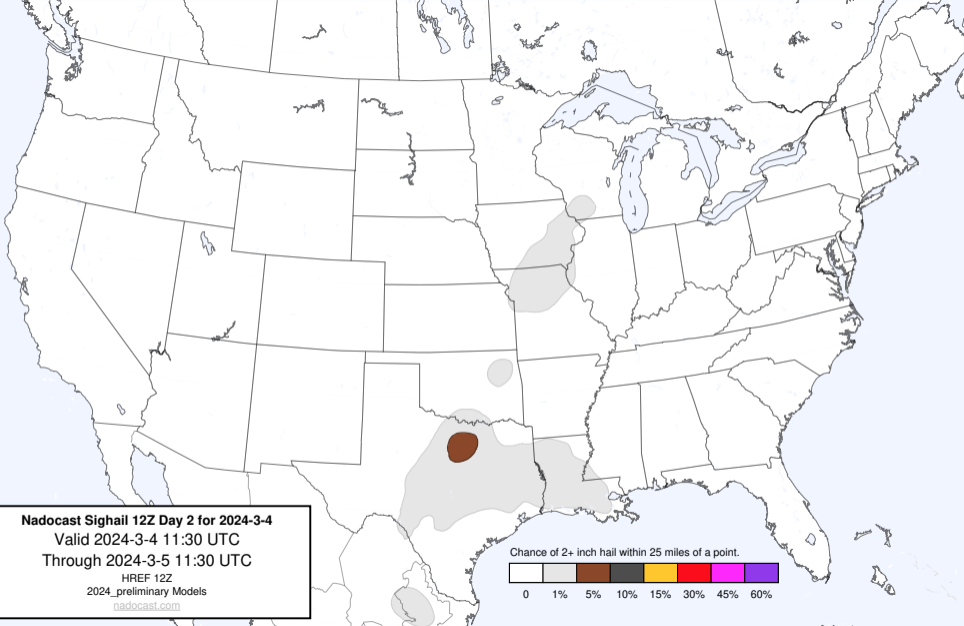 Nadocast Sighail 12Z Day 2 for 2024-3-4
Valid 2024-3-4 11:30 UTC
Through 2024-3-5 11:30 UTC
HREF 12Z
2024_preliminary Models
nadocast.com
Chance of 2+ inch hail within 25 miles of a point.
0 1% 5% 10% 15% 30% 45% 60%